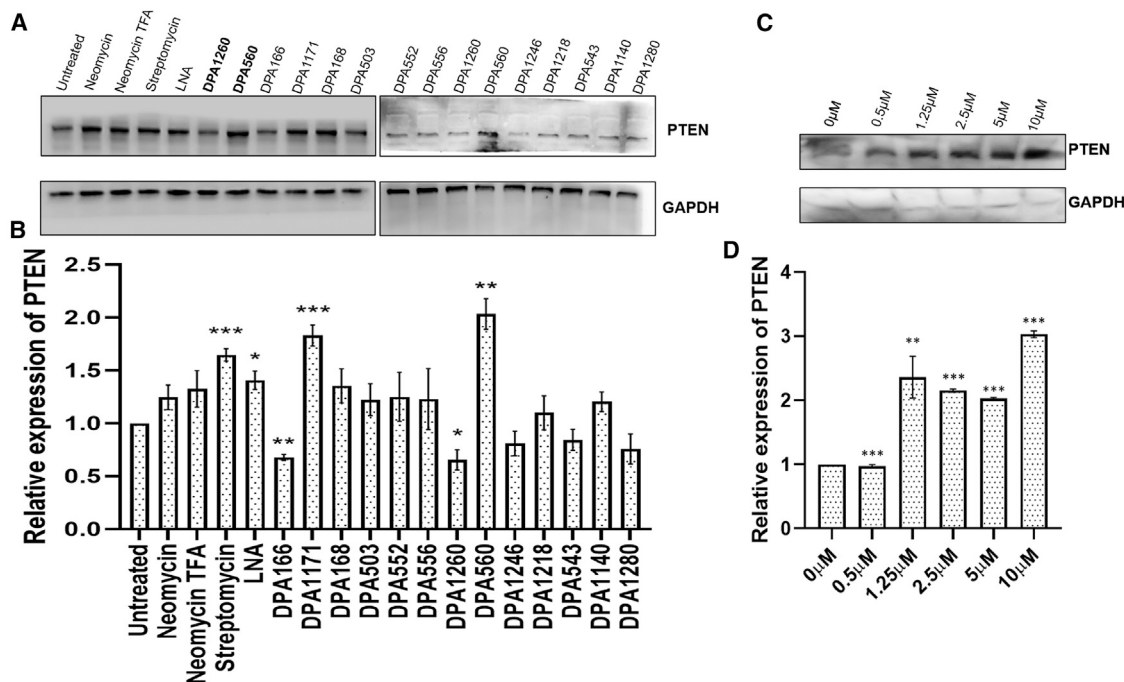 A
Untreated
Neomycin
Neomycin TFA
Streptomycin
LNA
DPA1260
DPA560
DPA166
DPA1171
DPA168
DPA503
DPA552
DPA556
DPA1260
DPA560
DPA1246
DPA1218
DPA543
DPA1140
DPA1280
PTEN
GAPDH
B
Relative expression of PTEN
2.5
2.0
1.5
1.0
0.5
0.0
***
*
**
***
*
**
Untreated
Neomycin
Neomycin TFA
Streptomycin
LNA
DPA166
DPA1171
DPA168
DPA503
DPA552
DPA556
DPA1260
DPA560
DPA1246
DPA1218
DPA543
DPA1140
DPA1280
C
0μM
0.5μM
1.25μM
2.5μM
5μM
10μM
PTEN
GAPDH
D
Relative expression of PTEN
4
3
2
1
0
***
**
***
***
***
0μM
0.5μM
1.25μM
2.5μM
5μM
10μM